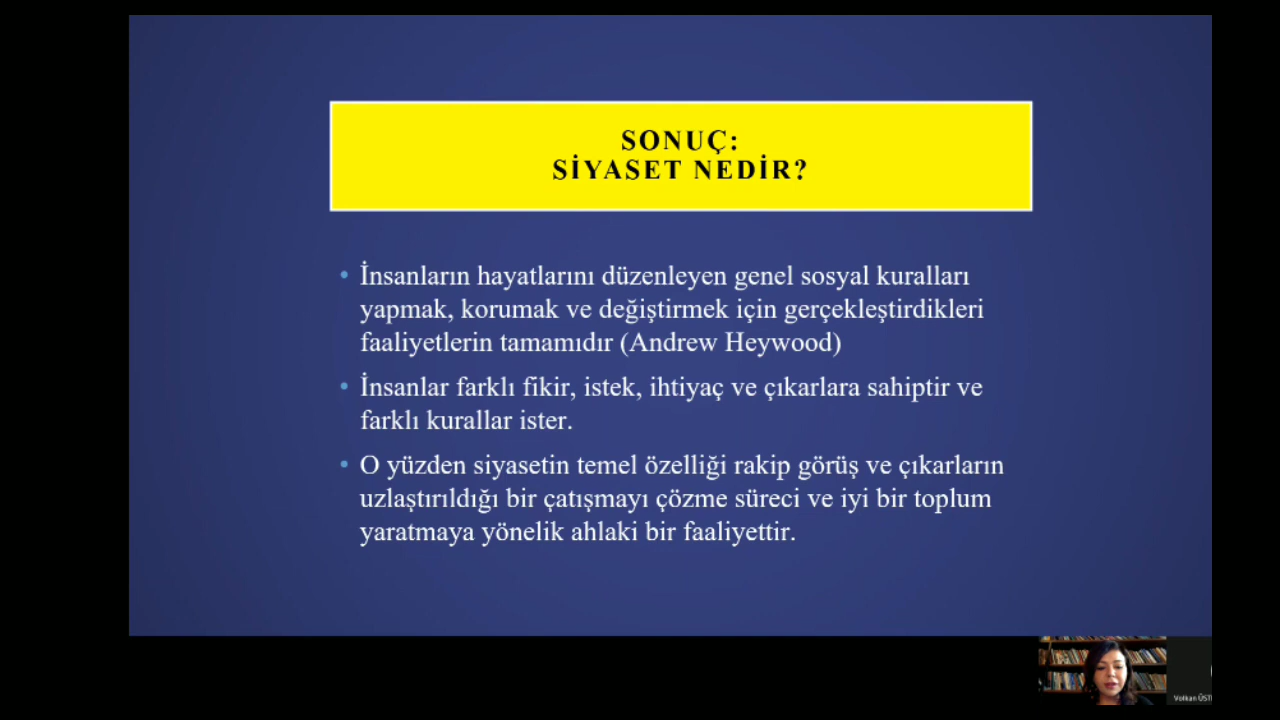 SONUÇ:
SİYASET NEDİR?
• İnsanların hayatlarını düzenleyen genel sosyal kuralları
yapmak, korumak ve değiştirmek için gerçekleştirdikleri
faaliyetlerin tamamıdır (Andrew Heywood)
• İnsanlar farklı fikir, istek, ihtiyaç ve çıkarlara sahiptir ve
farklı kurallar ister.
• O yüzden siyasetin temel özelliği rakip görüş ve çıkarların
uzlaştırıldığı bir çatışmayı çözme süreci ve iyi bir toplum
yaratmaya yönelik ahlaki bir faaliyettir.
Volkan